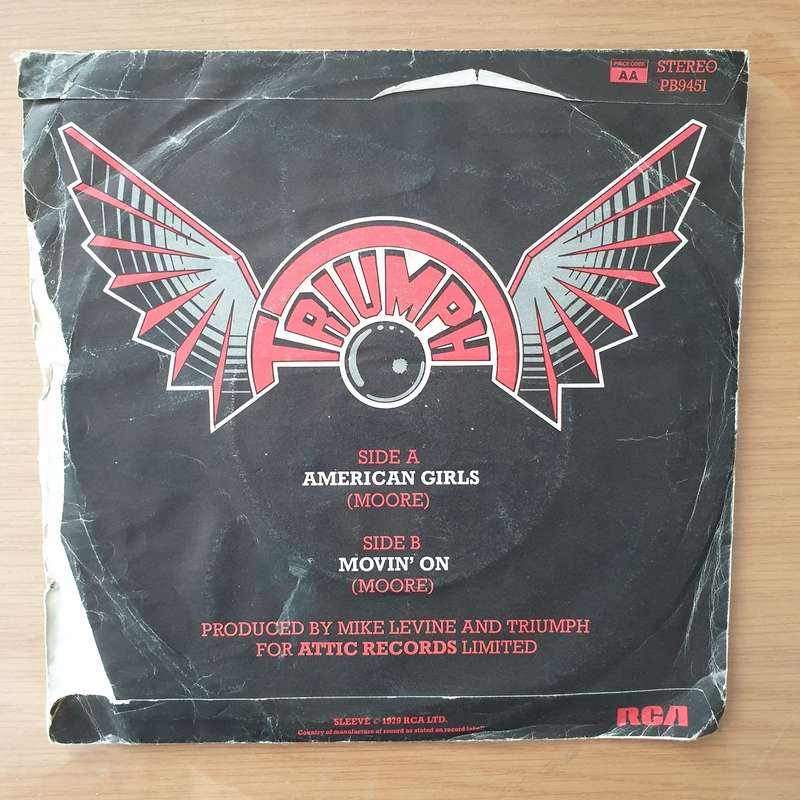 PRICE CODE
AA
STEREO
PB9451
TRIUMPH
SIDE A
AMERICAN GIRLS
(MOORE)
SIDE B
MOVIN' ON
(MOORE)
PRODUCED BY MIKE LEVINE AND TRIUMPH
FOR ATTIC RECORDS LIMITED
SLEEVE © 1979 RCA LTD.
Country of manufacture of record as stated on record label
RCA